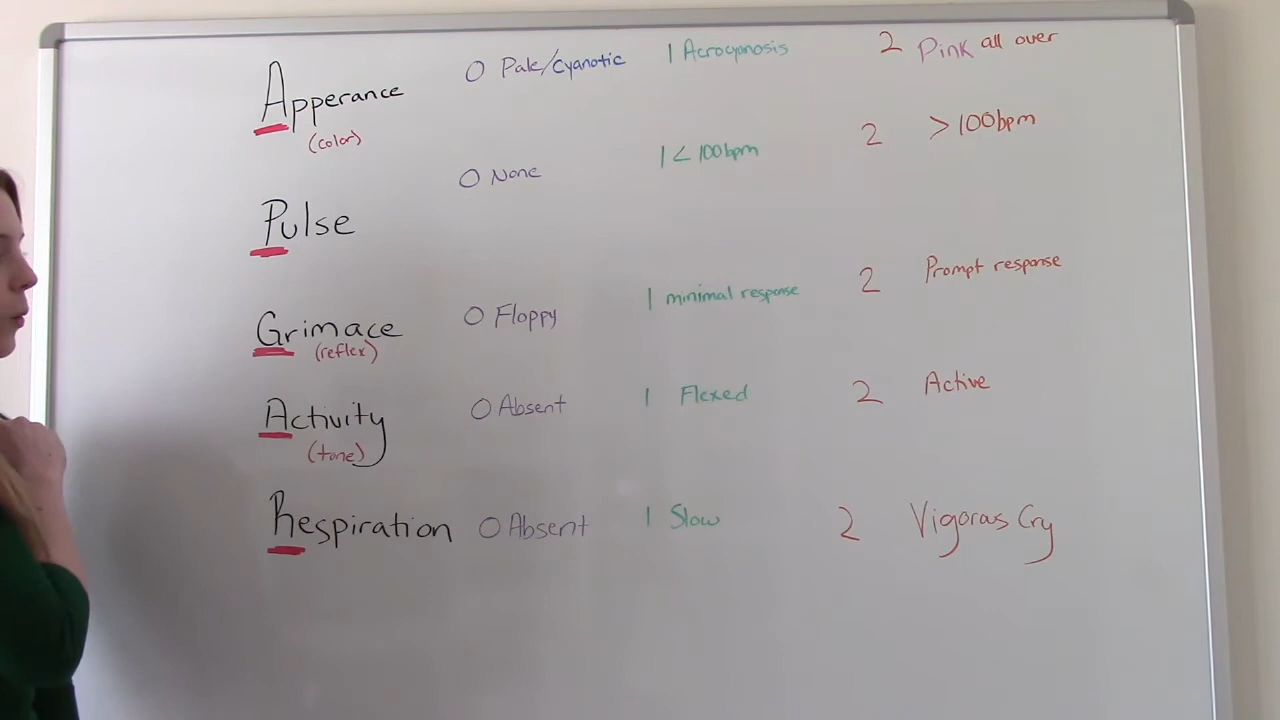 Apperance 0 Pale/cyanotic 1 Acrocyanosis 2 Pink all over
(color)
Pulse 0 None 1 < 100bpm 2 > 100bpm
Grimace 0 Floppy 1 minimal response 2 Prompt response
(reflex)
Activity 0 Absent 1 Flexed 2 Active
(tone)
Respiration 0 Absent 1 Slow 2 Vigoras Cry